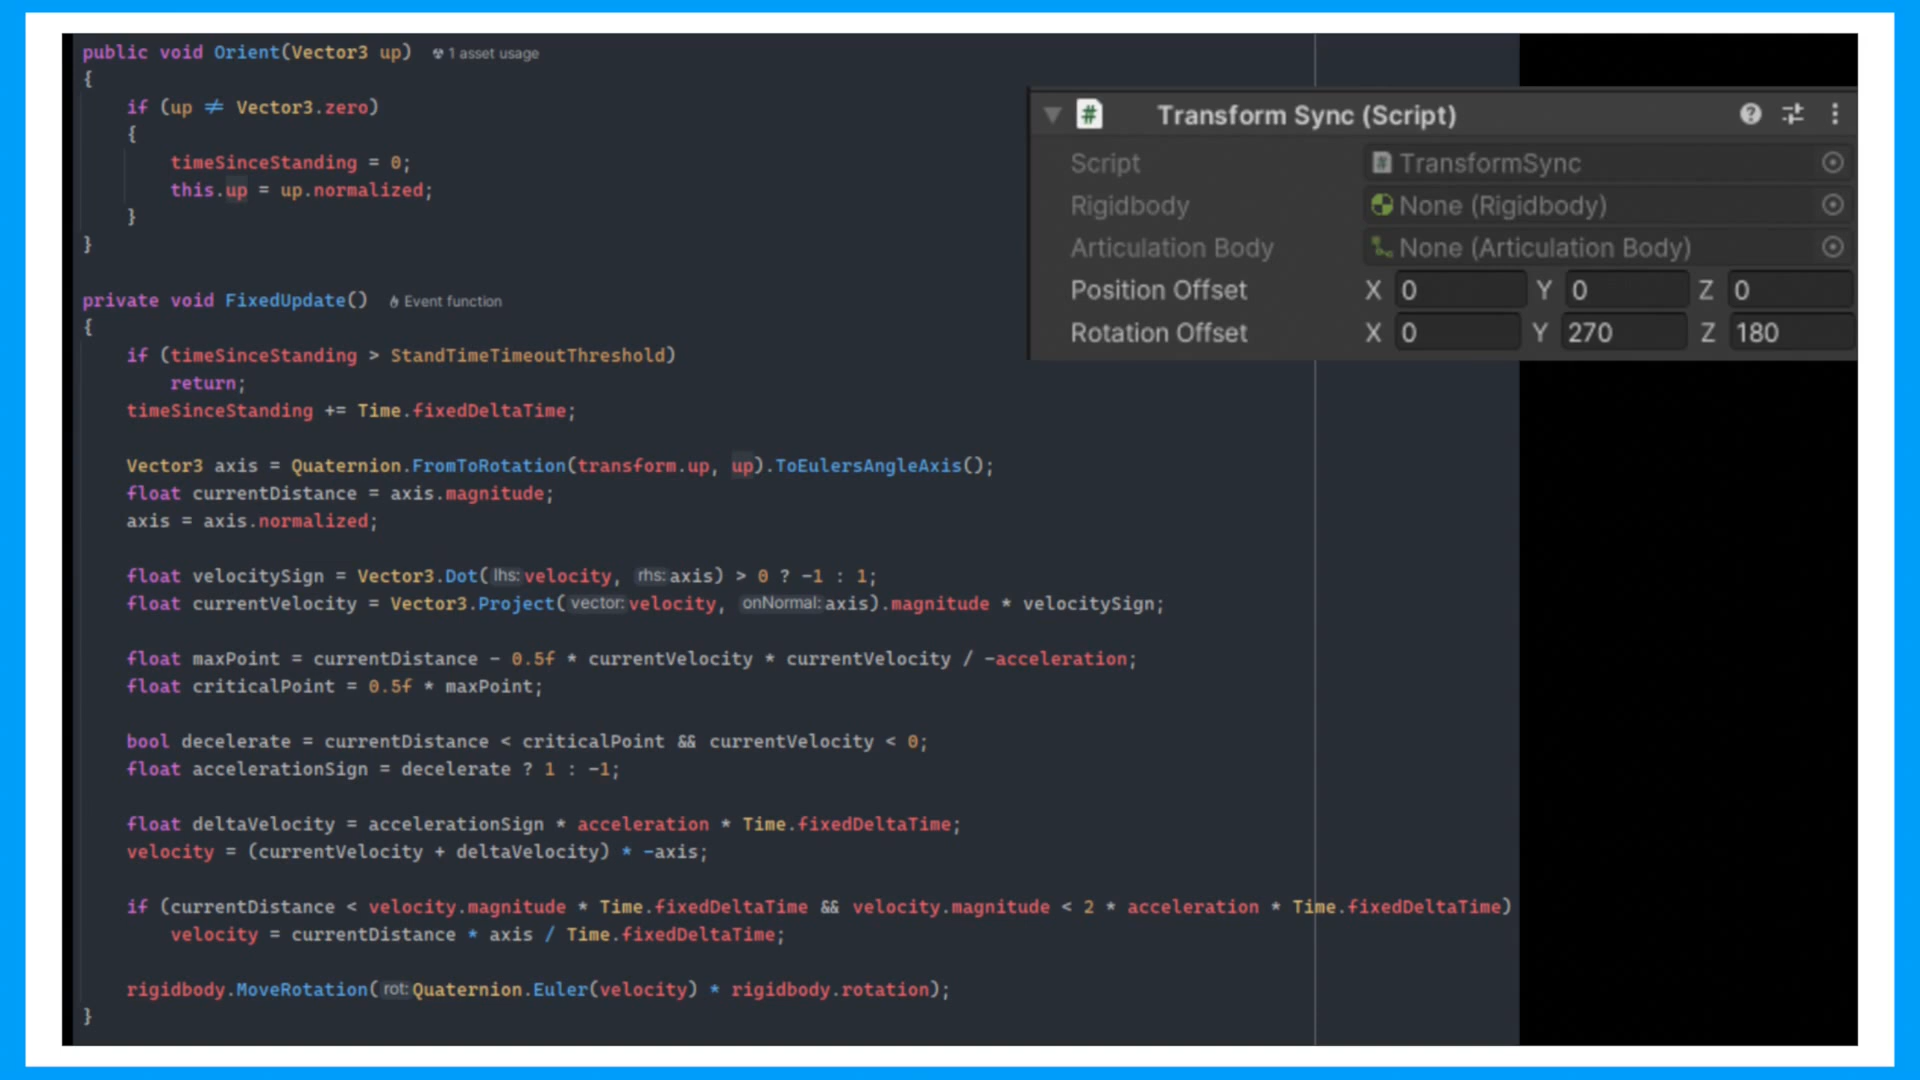 public void Orient(Vector3 up) 1 asset usage
{
if (up ≠ Vector3.zero)
{
timeSinceStanding = 0;
this.up = up.normalized;
}
}
private void FixedUpdate() Event function
{
if (timeSinceStanding > StandTimeTimeoutThreshold)
return;
timeSinceStanding += Time.fixedDeltaTime;
Vector3 axis = Quaternion.FromToRotation(transform.up, up).ToEulersAngleAxis();
float currentDistance = axis.magnitude;
axis = axis.normalized;
float velocitySign = Vector3.Dot(lhs: velocity, rhs: axis) > 0 ? -1 : 1;
float currentVelocity = Vector3.Project(vector: velocity, onNormal: axis).magnitude * velocitySign;
float maxPoint = currentDistance - 0.5f * currentVelocity * currentVelocity / -acceleration;
float criticalPoint = 0.5f * maxPoint;
bool decelerate = currentDistance < criticalPoint && currentVelocity < 0;
float accelerationSign = decelerate ? 1 : -1;
float deltaVelocity = accelerationSign * acceleration * Time.fixedDeltaTime;
velocity = (currentVelocity + deltaVelocity) * -axis;
if (currentDistance < velocity.magnitude * Time.fixedDeltaTime && velocity.magnitude < 2 * acceleration * Time.fixedDeltaTime)
velocity = currentDistance * axis / Time.fixedDeltaTime;
rigidbody.MoveRotation(rot: Quaternion.Euler(velocity) * rigidbody.rotation);
}
# Transform Sync (Script)
Script # TransformSync
Rigidbody None (Rigidbody)
Articulation Body None (Articulation Body)
Position Offset X 0 Y 0 Z 0
Rotation Offset X 0 Y 270 Z 180